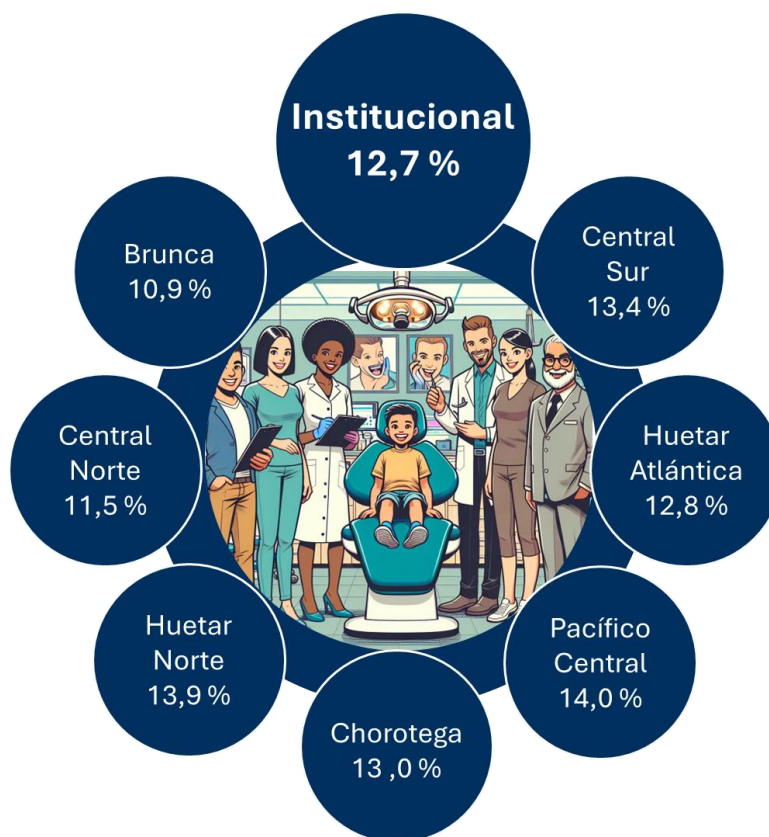 Institucional
12,7 %
Central
Sur
13,4 %
Huetar
Atlántica
12,8 %
Pacífico
Central
14,0 %
Chorotega
13 ,0 %
Huetar
Norte
13,9 %
Central
Norte
11,5 %
Brunca
10,9 %